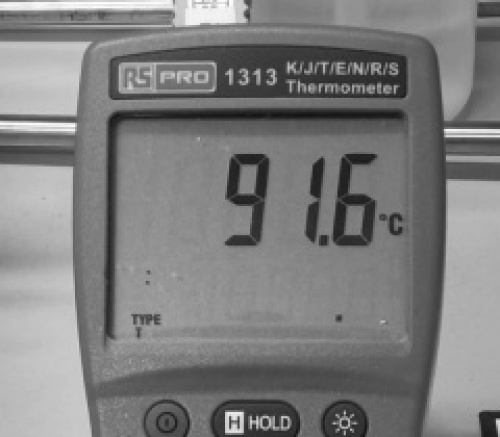 RS PRO 1313 K/J/T/E/N/R/S
Thermometer
91.6 °C
:
TYPE
T
H HOLD